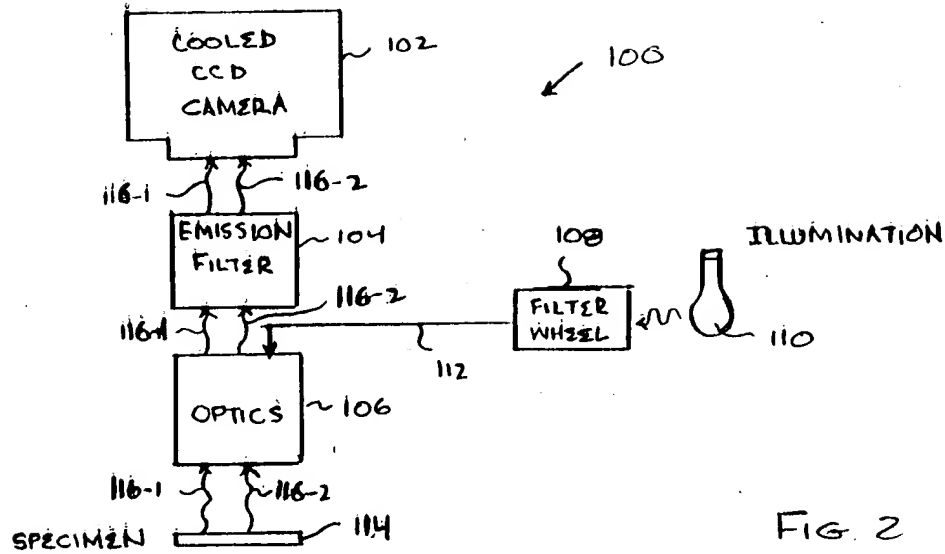 COOLED
CCD
CAMERA
102
100
116-1
116-2
EMISSION
FILTER
104
108
ILLUMINATION
116-1
116-2
FILTER
WHEEL
110
112
OPTICS
106
116-1
116-2
SPECIMEN
114
FIG. 2